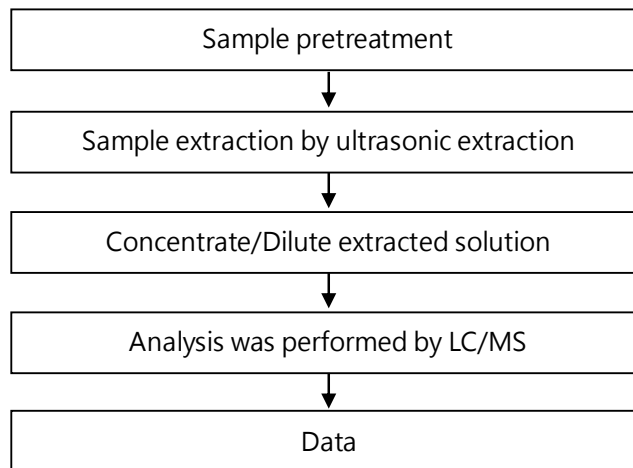 Sample pretreatment
Sample extraction by ultrasonic extraction
Concentrate/Dilute extracted solution
Analysis was performed by LC/MS
Data